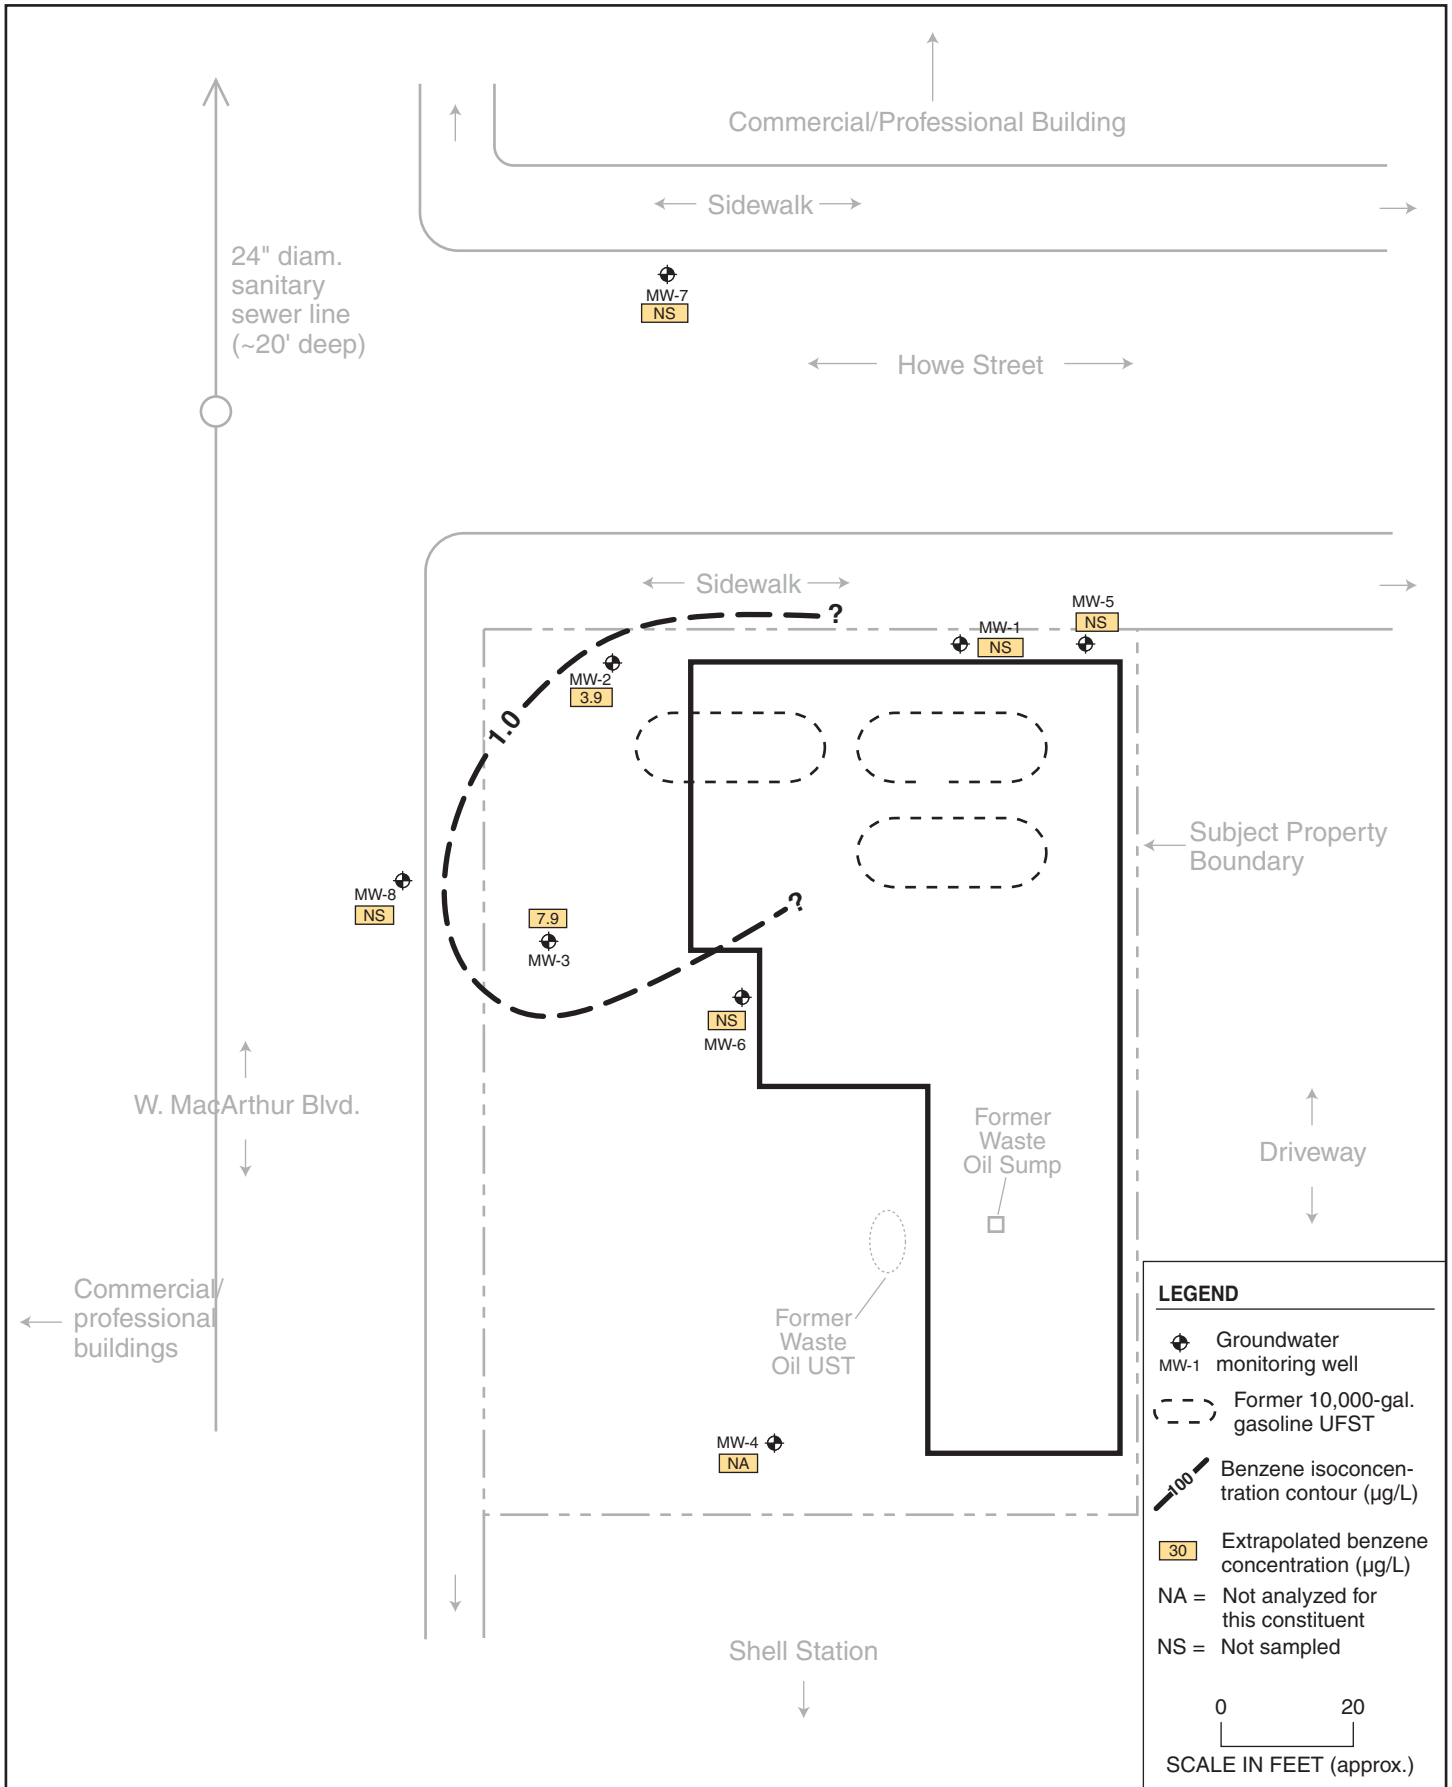 Commercial/Professional Building
Sidewalk
24" diam.
sanitary
sewer line
(~20' deep)
MW-7
NS
Howe Street
Sidewalk
?
MW-5
NS
MW-1
NS
MW-2
3.9
1.0
Subject Property
Boundary
MW-8
NS
?
7.9
MW-3
NS
MW-6
W. MacArthur Blvd.
Former
Waste
Oil Sump
Driveway
Commercial/
professional
buildings
Former
Waste
Oil UST
MW-4
NA
Shell Station
LEGEND
MW-1
Groundwater
monitoring well
Former 10,000-gal.
gasoline UFST
100
Benzene isoconcen-
tration contour (µg/L)
30
Extrapolated benzene
concentration (µg/L)
NA = Not analyzed for
this constituent
NS = Not sampled
0 20
SCALE IN FEET (approx.)